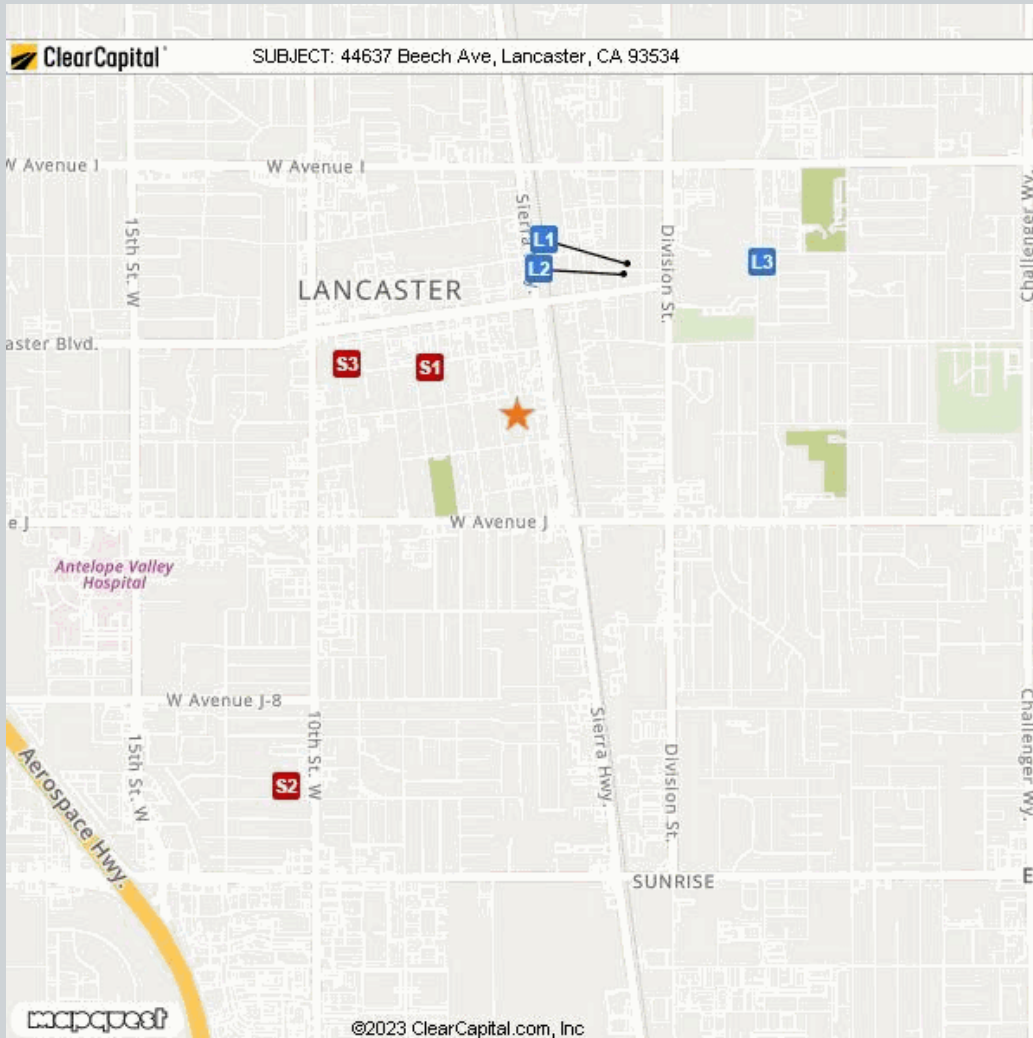 ClearCapital
SUBJECT: 44637 Beech Ave, Lancaster, CA 93534
W Avenue I
W Avenue I
15th St. W
Sierra
L1
L2
Division St.
L3
LANCASTER
aster Blvd.
S3
S1
e J
W Avenue J
Antelope Valley
Hospital
W Avenue J-8
15th St. W
10th St. W
Sierra Hwy.
Division St.
Challenger Wy.
S2
Aerospace Hwy.
SUNRISE
E
mapquest
©2023 ClearCapital.com, Inc